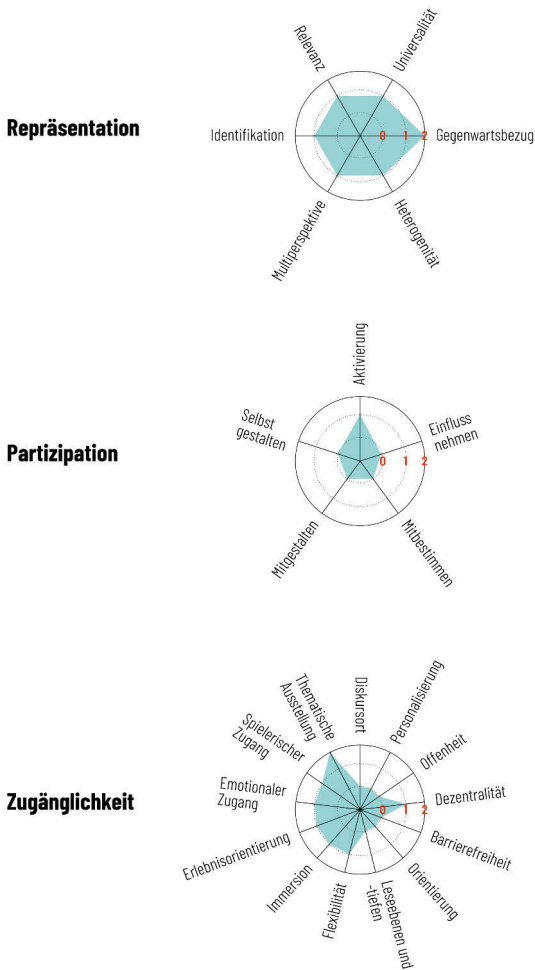 Repräsentation
Relevanz
Universalität
Identifikation
0 1 2
Gegenwartsbezug
Multiperspektive
Heterogenität
Partizipation
Aktivierung
Selbst
gestalten
Einfluss
nehmen
0 1 2
Mitgestalten
Mitbestimmen
Zugänglichkeit
Diskursort
Personalisierung
Thematische
Ausstellung
Offenheit
Spielerischer
Zugang
Dezentralität
Emotionaler
Zugang
0 1 2
Barrierefreiheit
Erlebnisorientierung
Orientierung
Immersion
Flexibilität
Leseebenen und
-tiefen